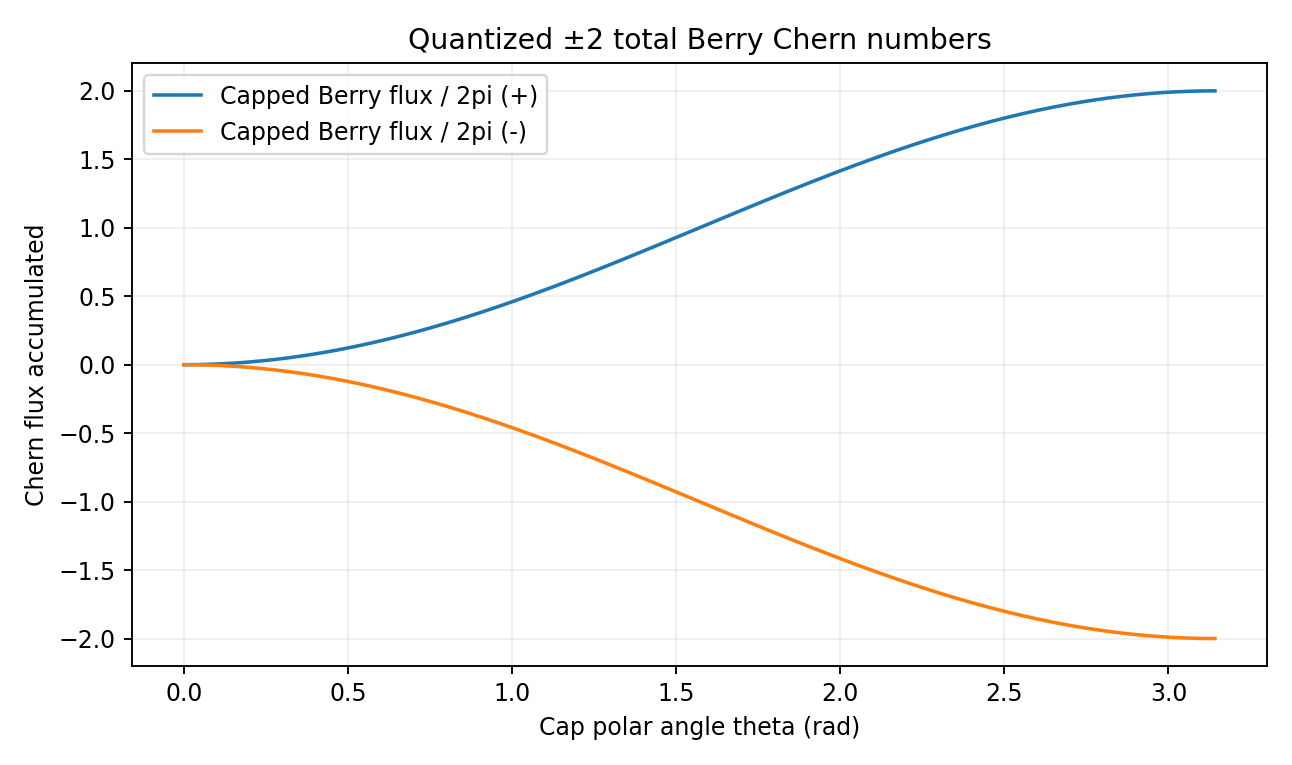 Quantized ±2 total Berry Chern numbers
Capped Berry flux / 2pi (+)
Capped Berry flux / 2pi (-)
Chern flux accumulated
2.0
1.5
1.0
0.5
0.0
−0.5
−1.0
−1.5
−2.0
0.0 0.5 1.0 1.5 2.0 2.5 3.0
Cap polar angle theta (rad)